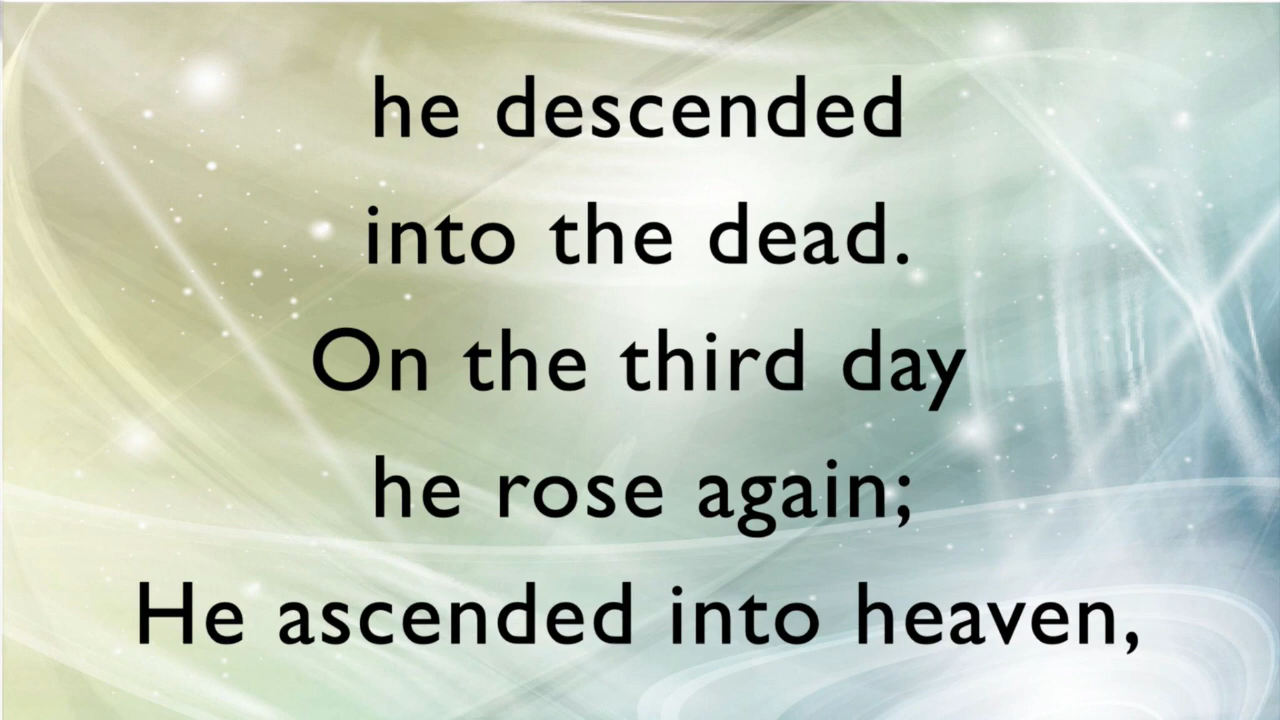 he descended
into the dead.
On the third day
he rose again;
He ascended into heaven,